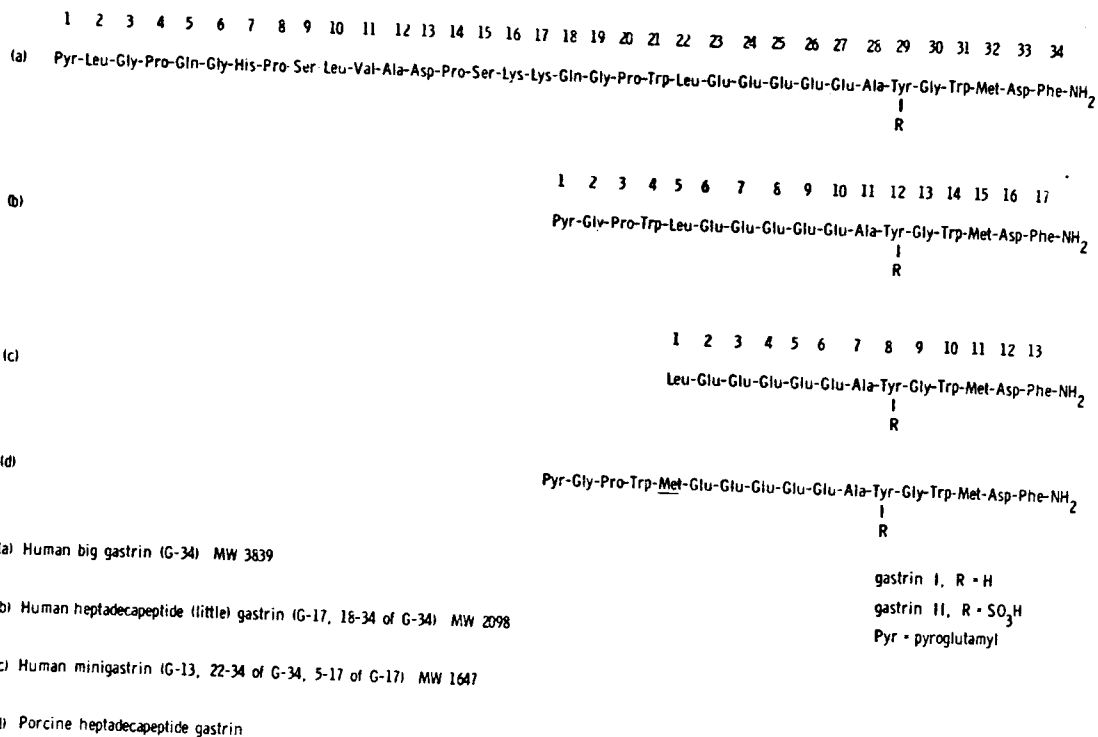 1 2 3 4 5 6 7 8 9 10 11 12 13 14 15 16 17 18 19 20 21 22 23 24 25 26 27 28 29 30 31 32 33 34
(a) Pyr-Leu-Gly-Pro-Gln-Gly-His-Pro-Ser-Leu-Val-Ala-Asp-Pro-Ser-Lys-Lys-Gln-Gly-Pro-Trp-Leu-Glu-Glu-Glu-Glu-Glu-Ala-Tyr-Gly-Trp-Met-Asp-Phe-NH2
R
1 2 3 4 5 6 7 8 9 10 11 12 13 14 15 16 17
(b)
Pyr-Gly-Pro-Trp-Leu-Glu-Glu-Glu-Glu-Glu-Ala-Tyr-Gly-Trp-Met-Asp-Phe-NH2
R
1 2 3 4 5 6 7 8 9 10 11 12 13
(c)
Leu-Glu-Glu-Glu-Glu-Glu-Ala-Tyr-Gly-Trp-Met-Asp-Phe-NH2
R
(d)
Pyr-Gly-Pro-Trp-Met-Glu-Glu-Glu-Glu-Glu-Ala-Tyr-Gly-Trp-Met-Asp-Phe-NH2
R
a) Human big gastrin (G-34) MW 3839
gastrin I, R = H
b) Human heptadecapeptide (little) gastrin (G-17, 18-34 of G-34) MW 2098
gastrin II, R = SO3H
Pyr = pyroglutamyl
c) Human minigastrin (G-13, 22-34 of G-34, 5-17 of G-17) MW 1647
) Porcine heptadecapeptide gastrin